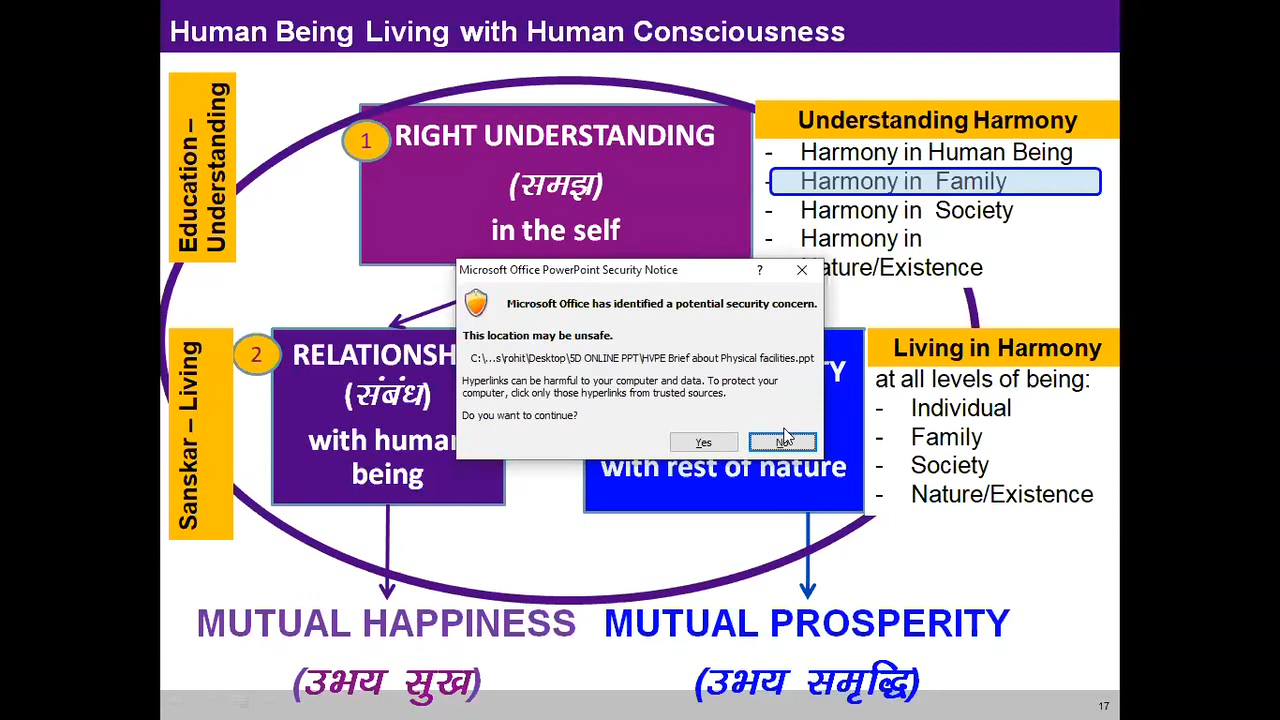 Human Being Living with Human Consciousness
Education –
Understanding
1
RIGHT UNDERSTANDING
(समझ)
in the self
Understanding Harmony
- Harmony in Human Being
- Harmony in Family
- Harmony in Society
- Harmony in
Nature/Existence
Microsoft Office PowerPoint Security Notice
?
Microsoft Office has identified a potential security concern.
This location may be unsafe.
C:\...s\rohit\Desktop\5D ONLINE PPT\HVPE Brief about Physical facilities.ppt
Hyperlinks can be harmful to your computer and data. To protect your
computer, click only those hyperlinks from trusted sources.
Do you want to continue?
Yes
No
Sanskar – Living
2
(संबंध)
with human
being
with rest of nature
Living in Harmony
at all levels of being:
- Individual
- Family
- Society
- Nature/Existence
MUTUAL HAPPINESS
(उभय सुख)
MUTUAL PROSPERITY
(उभय समृद्धि)
17